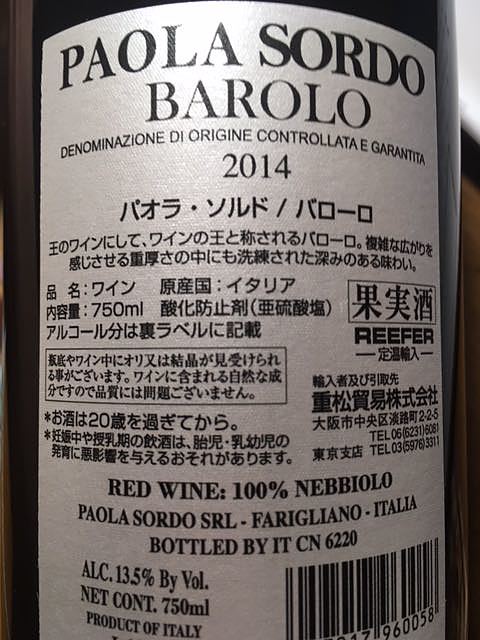 PAOLA SORDO
BAROLO
DENOMINAZIONE DI ORIGINE CONTROLLATA E GARANTITA
2014
パオラ・ソルド / バローロ
王のワインにして、ワインの王と称されるバローロ。複雑な広がりを
感じさせる重厚さの中にも洗練された深みのある味わい。
品 名：ワイン 原産国：イタリア
内容量：750ml 酸化防止剤（亜硫酸塩）
アルコール分は裏ラベルに記載
果実酒
REEFER
定温輸入
瓶底やワイン中にオリ又は結晶が見受けられ
る事がございます。ワインに含まれる自然な成
分ですので品質には問題ございません。
輸入者及び引取先
重松貿易株式会社
大阪市中央区淡路町2-2-5
TEL06(6231)6081
東京支店 TEL03(5976)3311
*お酒は20歳を過ぎてから。
*妊娠中や授乳期の飲酒は、胎児・乳幼児の
発育に悪影響を与えるおそれがあります。
RED WINE: 100% NEBBIOLO
PAOLA SORDO SRL - FARIGLIANO - ITALIA
BOTTLED BY IT CN 6220
ALC. 13.5% By Vol.
NET CONT. 750ml
PRODUCT OF ITALY
960058